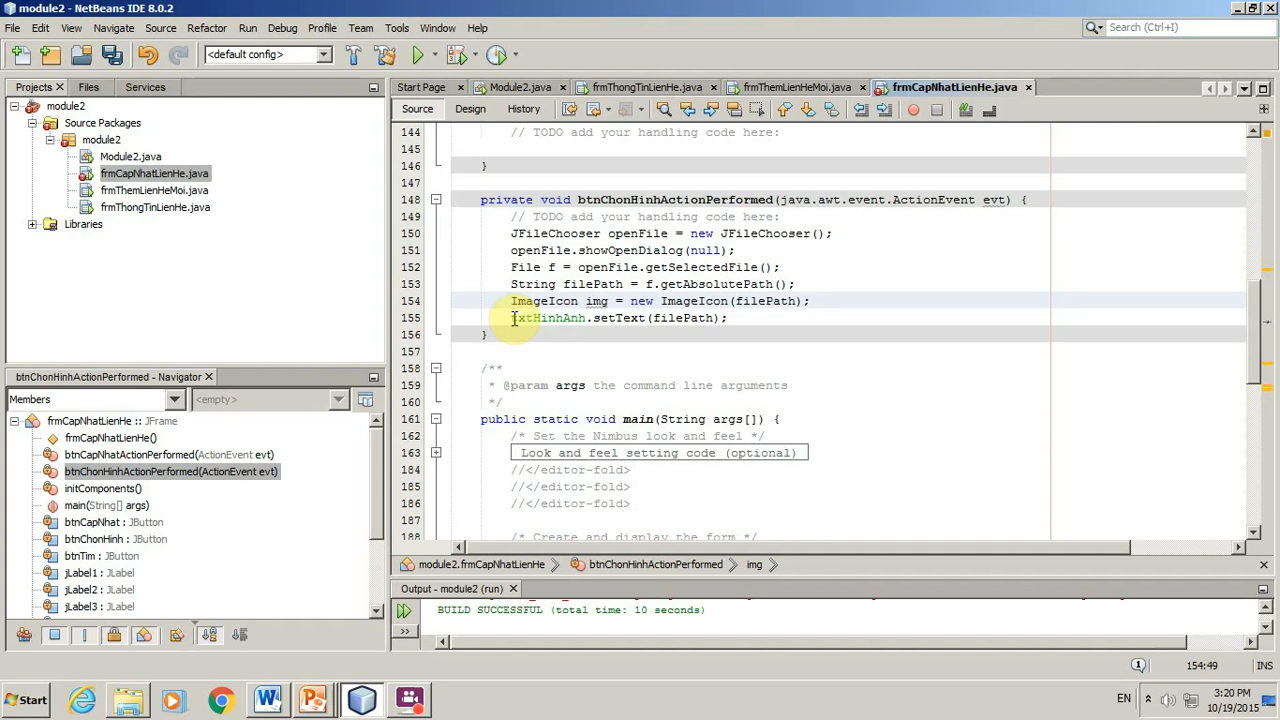 module2 - NetBeans IDE 8.0.2
File Edit View Navigate Source Refactor Run Debug Profile Team Tools Window Help
Search (Ctrl+I)
<default config>
Projects Files Services
Start Page Module2.java frmThongTinLienHe.java frmThemLienHeMoi.java frmCapNhatLienHe.java
Source Design History
module2
Source Packages
module2
Module2.java
frmCapNhatLienHe.java
frmThemLienHeMoi.java
frmThongTinLienHe.java
Libraries
144 // TODO add your handling code here:
145
146 }
147
148 private void btnChonHinhActionPerformed(java.awt.event.ActionEvent evt) {
149 // TODO add your handling code here:
150 JFileChooser openFile = new JFileChooser();
151 openFile.showOpenDialog(null);
152 File f = openFile.getSelectedFile();
153 String filePath = f.getAbsolutePath();
154 ImageIcon img = new ImageIcon(filePath);
155 txtHinhAnh.setText(filePath);
156 }
157
158 /**
159 * @param args the command line arguments
160 */
161 public static void main(String args[]) {
162 /* Set the Nimbus look and feel */
163 Look and feel setting code (optional)
184 //</editor-fold>
185 //</editor-fold>
186 //</editor-fold>
187
188 /* Create and display the form */
btnChonHinhActionPerformed - Navigator
Members <empty>
frmCapNhatLienHe :: JFrame
frmCapNhatLienHe()
btnCapNhatActionPerformed(ActionEvent evt)
btnChonHinhActionPerformed(ActionEvent evt)
initComponents()
main(String[] args)
btnCapNhat : JButton
btnChonHinh : JButton
btnTim : JButton
jLabel1 : JLabel
jLabel2 : JLabel
jLabel3 : JLabel
module2.frmCapNhatLienHe btnChonHinhActionPerformed img
Output - module2 (run)
BUILD SUCCESSFUL (total time: 10 seconds)
1 154:49 INS
Start
EN
3:20 PM
10/19/2015